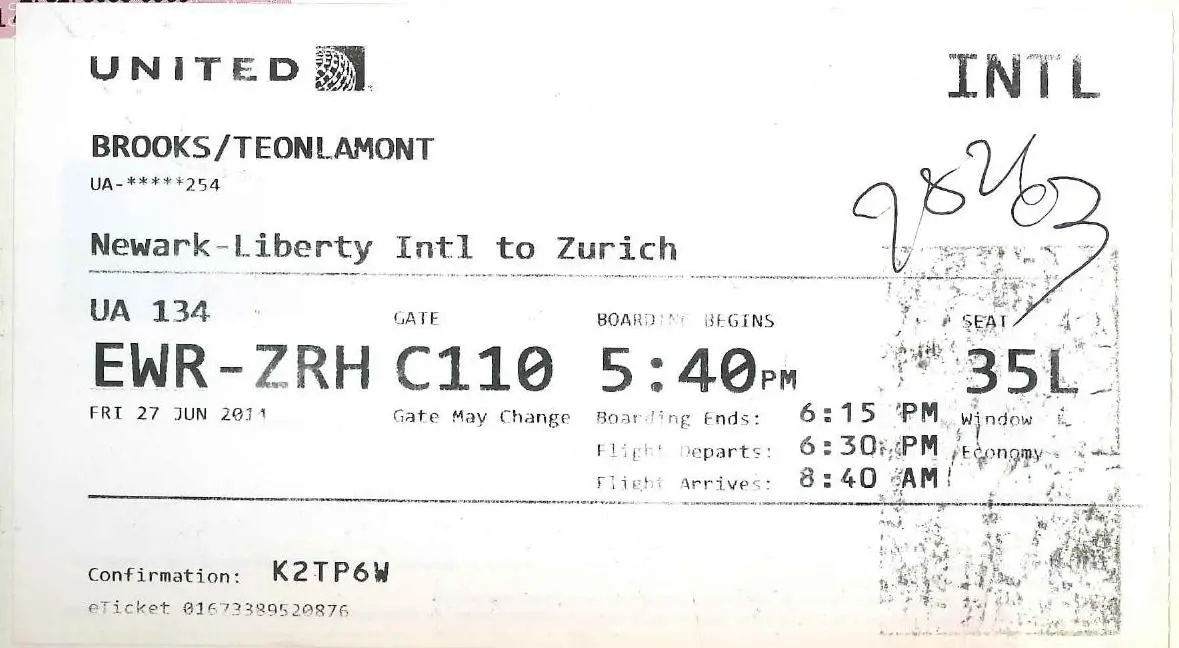 UNITED
INTL
BROOKS/TEONLAMONT
UA-*****254
Newark-Liberty Intl to Zurich
UA 134 GATE BOARDING BEGINS SEAT
EWR-ZRH C110 5:40PM 35L
FRI 27 JUN Gate May Change Boarding Ends: 6:15 PM Window
Flight Departs: 6:30 PM Economy
Flight Arrives: 8:40 AM
Confirmation: K2TP6W
eTicket 01673389520876